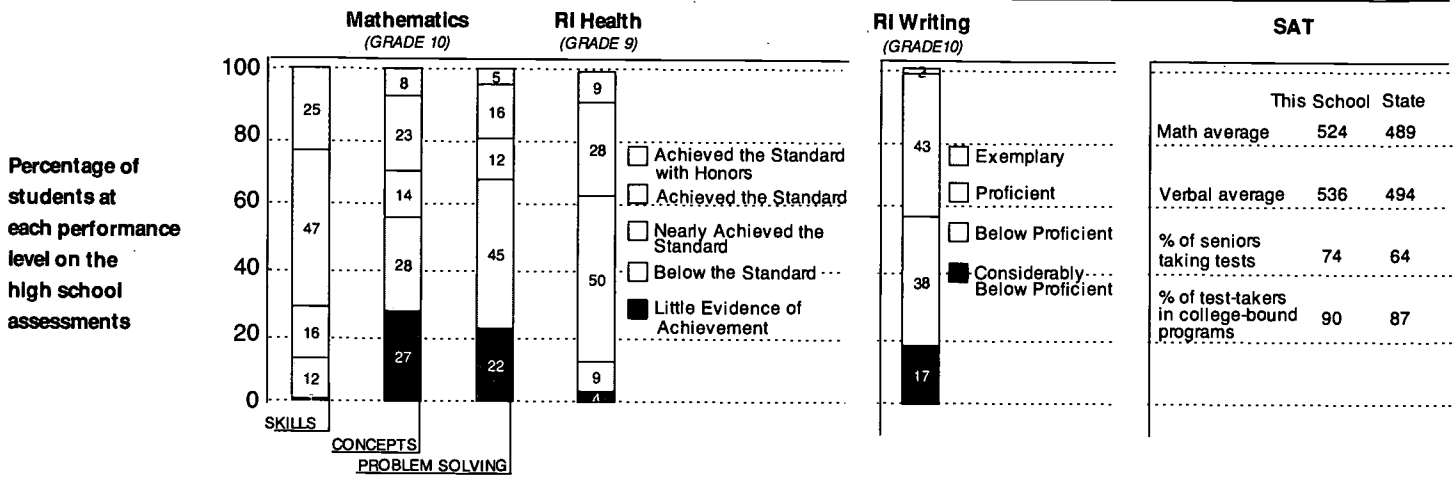 Mathematics
(GRADE 10)
RI Health
(GRADE 9)
RI Writing
(GRADE10)
SAT
Percentage of
students at
each performance
level on the
high school
assessments
100
80
60
40
20
0
25
47
16
12
8
23
14
28
27
5
16
12
45
22
9
28
50
9
4
SKILLS
CONCEPTS
PROBLEM SOLVING
Achieved the Standard
with Honors
Achieved the Standard
Nearly Achieved the
Standard
Below the Standard
Little Evidence of
Achievement
2
43
38
17
Exemplary
Proficient
Below Proficient
Considerably
Below Proficient
This School State
Math average 524 489
Verbal average 536 494
% of seniors
taking tests 74 64
% of test-takers
in college-bound 90 87
programs